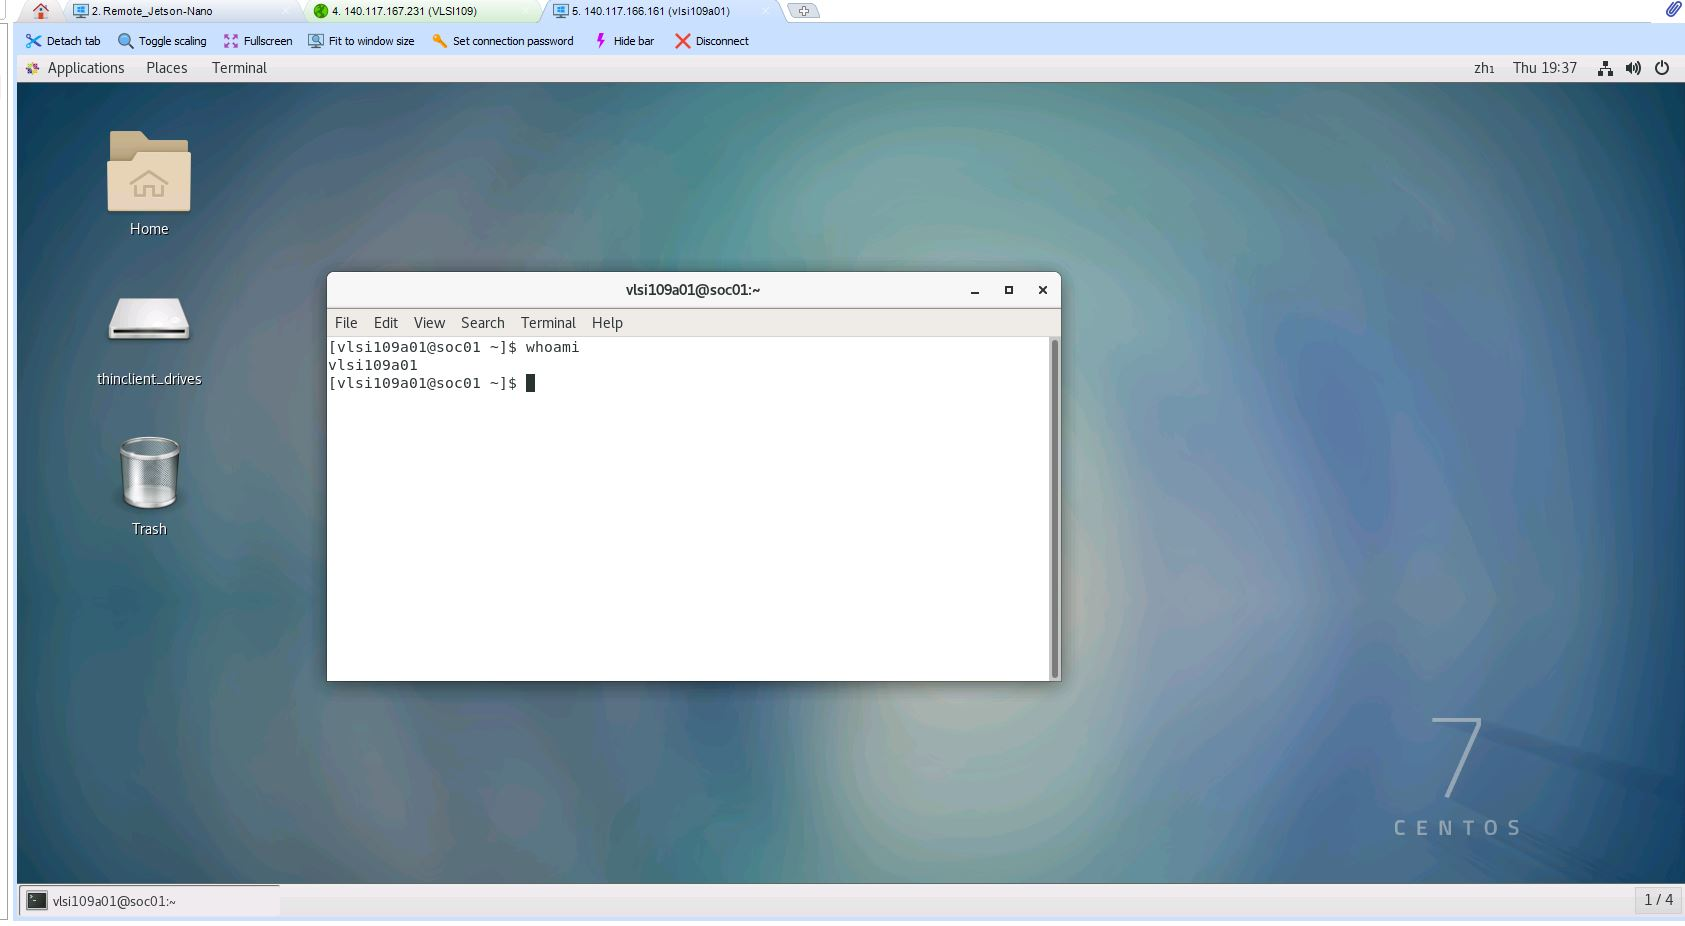 2. Remote_Jetson-Nano
4. 140.117.167.231 (VLSI109)
5. 140.117.166.161 (vlsi109a01)
Detach tab
Toggle scaling
Fullscreen
Fit to window size
Set connection password
Hide bar
Disconnect
Applications
Places
Terminal
zh₁
Thu 19:37
Home
thinclient_drives
Trash
vlsi109a01@soc01:~
File
Edit
View
Search
Terminal
Help
[vlsi109a01@soc01 ~]$ whoami
vlsi109a01
[vlsi109a01@soc01 ~]$
7
CENTOS
vlsi109a01@soc01:~
1 / 4